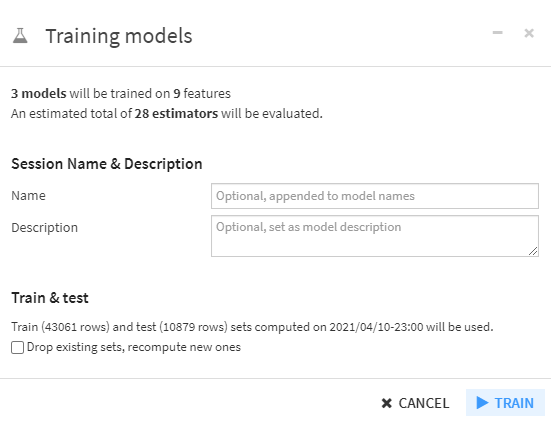 Training models
3 models will be trained on 9 features
An estimated total of 28 estimators will be evaluated.
Session Name & Description
Name
Optional, appended to model names
Description
Optional, set as model description
Train & test
Train (43061 rows) and test (10879 rows) sets computed on 2021/04/10-23:00 will be used.
Drop existing sets, recompute new ones
CANCEL
TRAIN